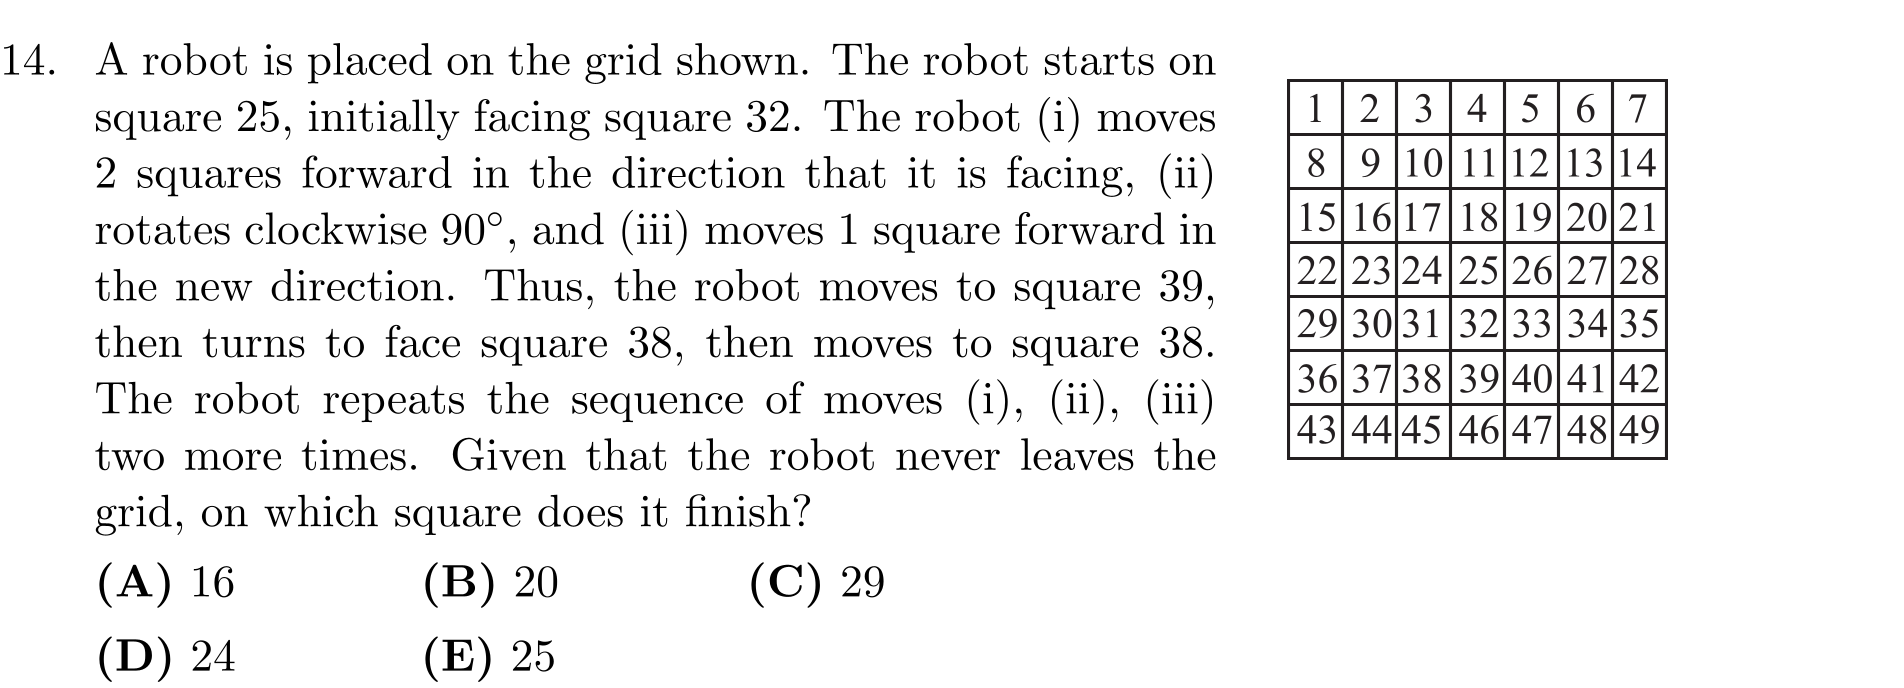 14. A robot is placed on the grid shown. The robot starts on
square 25, initially facing square 32. The robot (i) moves
2 squares forward in the direction that it is facing, (ii)
rotates clockwise 90°, and (iii) moves 1 square forward in
the new direction. Thus, the robot moves to square 39,
then turns to face square 38, then moves to square 38.
The robot repeats the sequence of moves (i), (ii), (iii)
two more times. Given that the robot never leaves the
grid, on which square does it finish?
(A) 16 (B) 20 (C) 29
(D) 24 (E) 25
1 2 3 4 5 6 7
8 9 10 11 12 13 14
15 16 17 18 19 20 21
22 23 24 25 26 27 28
29 30 31 32 33 34 35
36 37 38 39 40 41 42
43 44 45 46 47 48 49